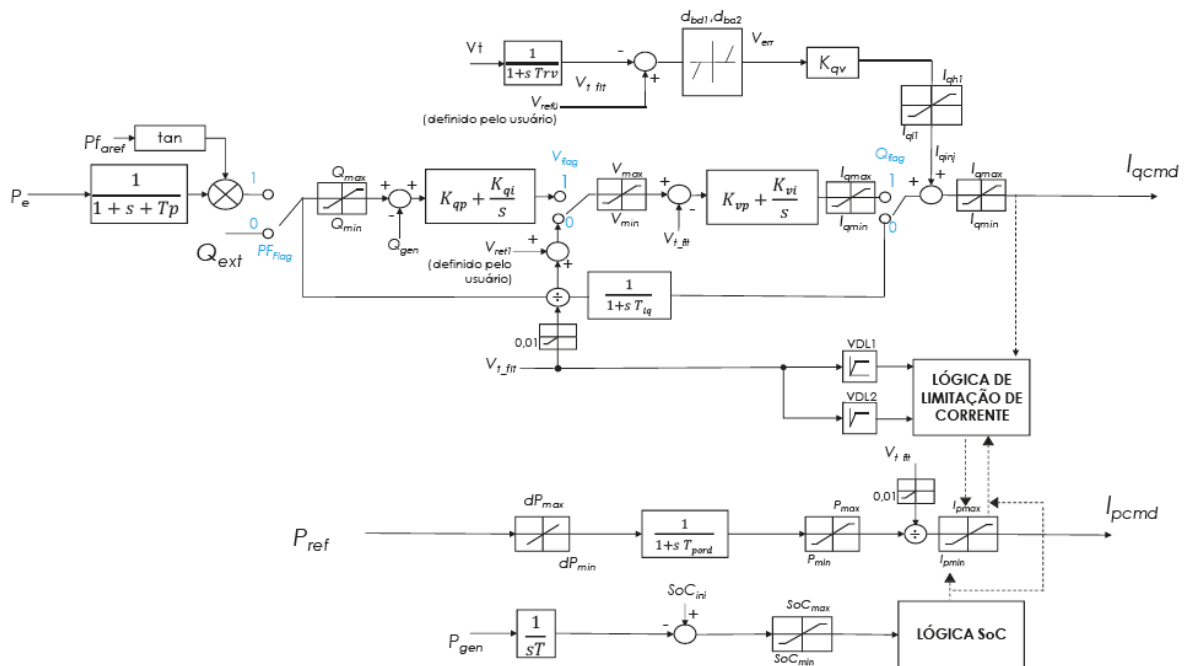 d_bd1, d_bd2
Vt
1
1+s Trv
-
+
V_t flt
V_ref0
(definido pelo usuário)
V_err
K_qv
I_qh1
I_ql1
I_qinj
Pf_aref
tan
P_e
1
1 + s + Tp
1
0
Q_ext
PF_Flag
Q_max
Q_min
+
+
-
Q_gen
K_qp + K_qi
s
V_flag
1
0
V_max
V_min
+
-
V_t_flt
K_vp + K_vi
s
I_qmax
I_qmin
Q_flag
1
0
+
+
I_qmax
I_qmin
I_qcmd
V_ref1
+
+
(definido pelo
usuário)
÷
1
1+s T_iq
0,01
V_t_flt
VDL1
VDL2
LÓGICA DE
LIMITAÇÃO DE
CORRENTE
P_ref
dP_max
dP_min
1
1+s T_pord
P_max
P_min
V_t flt
0,01
÷
I_pmax
I_pmin
I_pcmd
P_gen
1
sT
SoC_ini
-
+
SoC_max
SoC_min
LÓGICA SoC